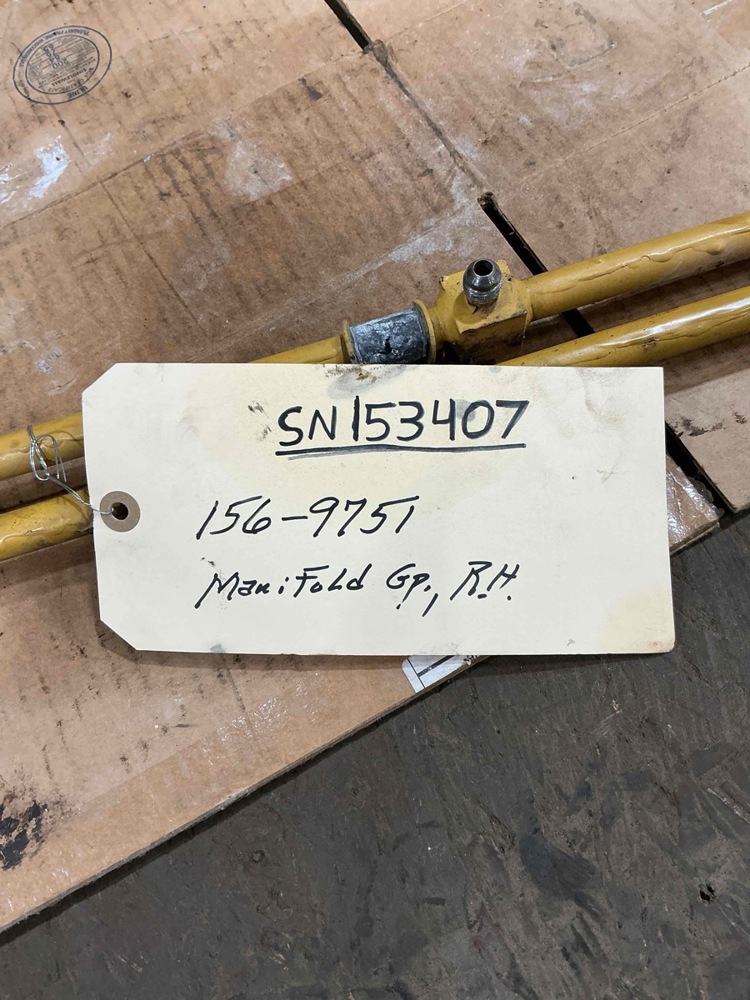 SN153407
156-9751
Manifold Gp., R.H.